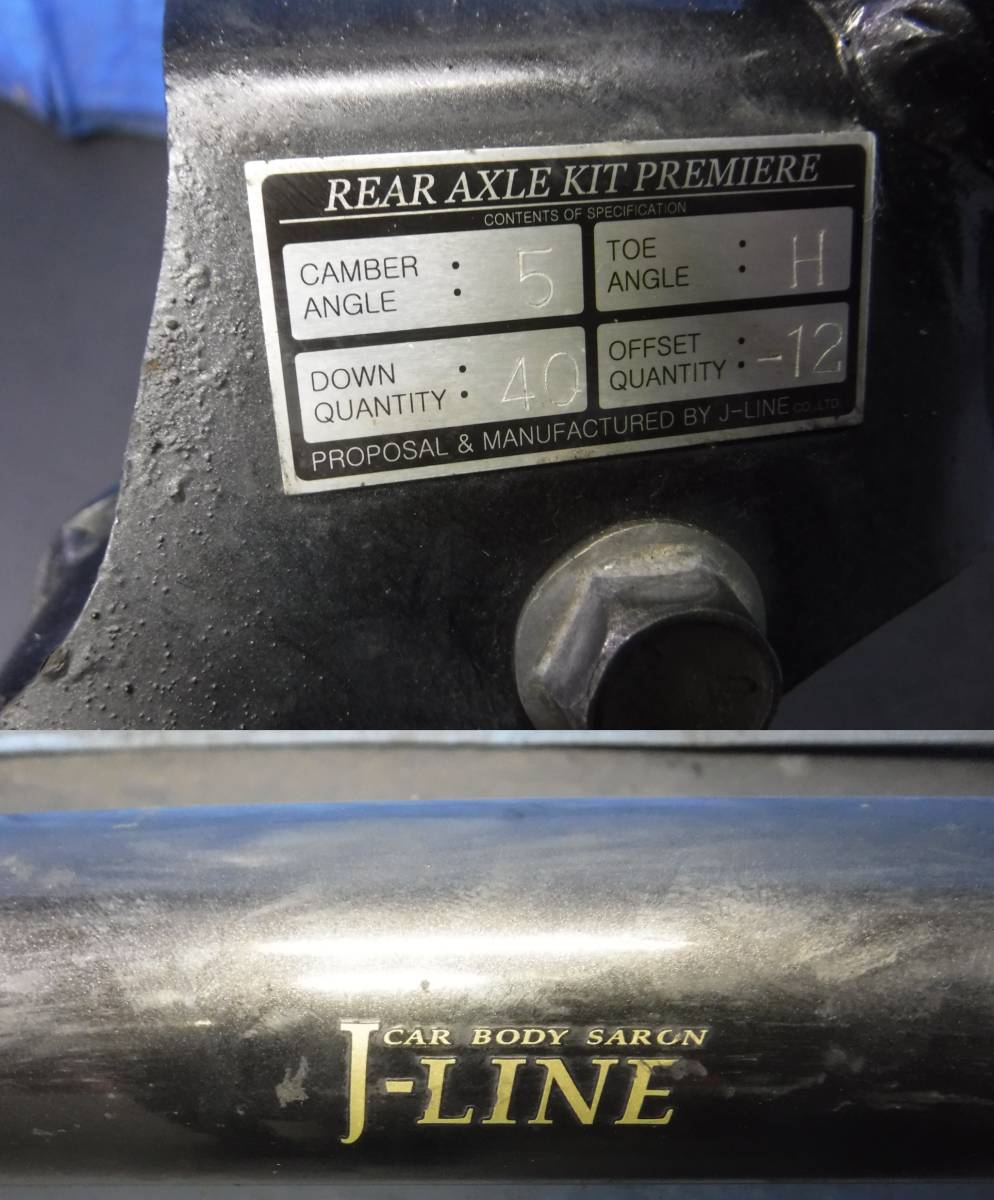 REAR AXLE KIT PREMIERE
CONTENTS OF SPECIFICATION
CAMBER ANGLE : 5
TOE ANGLE : H
DOWN QUANTITY : 40
OFFSET QUANTITY : -12
PROPOSAL & MANUFACTURED BY J-LINE CO.,LTD.
CAR BODY SARON
J-LINE